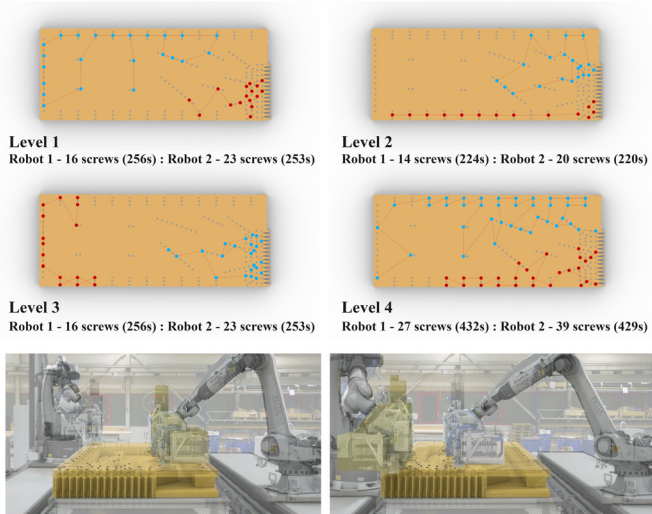 Level 1
Robot 1 - 16 screws (256s) : Robot 2 - 23 screws (253s)
Level 2
Robot 1 - 14 screws (224s) : Robot 2 - 20 screws (220s)
Level 3
Robot 1 - 16 screws (256s) : Robot 2 - 23 screws (253s)
Level 4
Robot 1 - 27 screws (432s) : Robot 2 - 39 screws (429s)